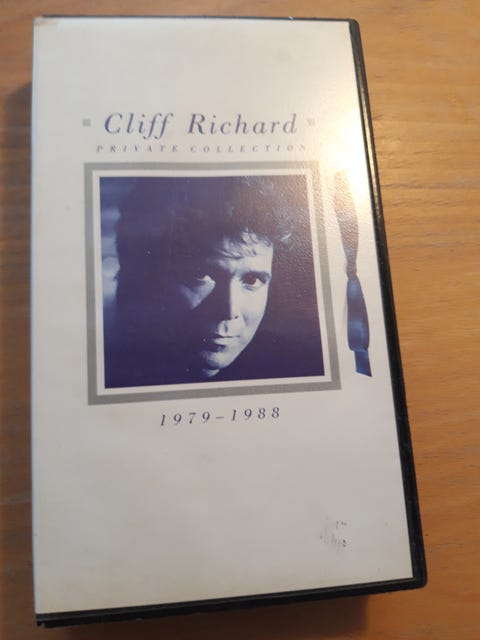 Cliff Richard
PRIVATE COLLECTION
1979–1988